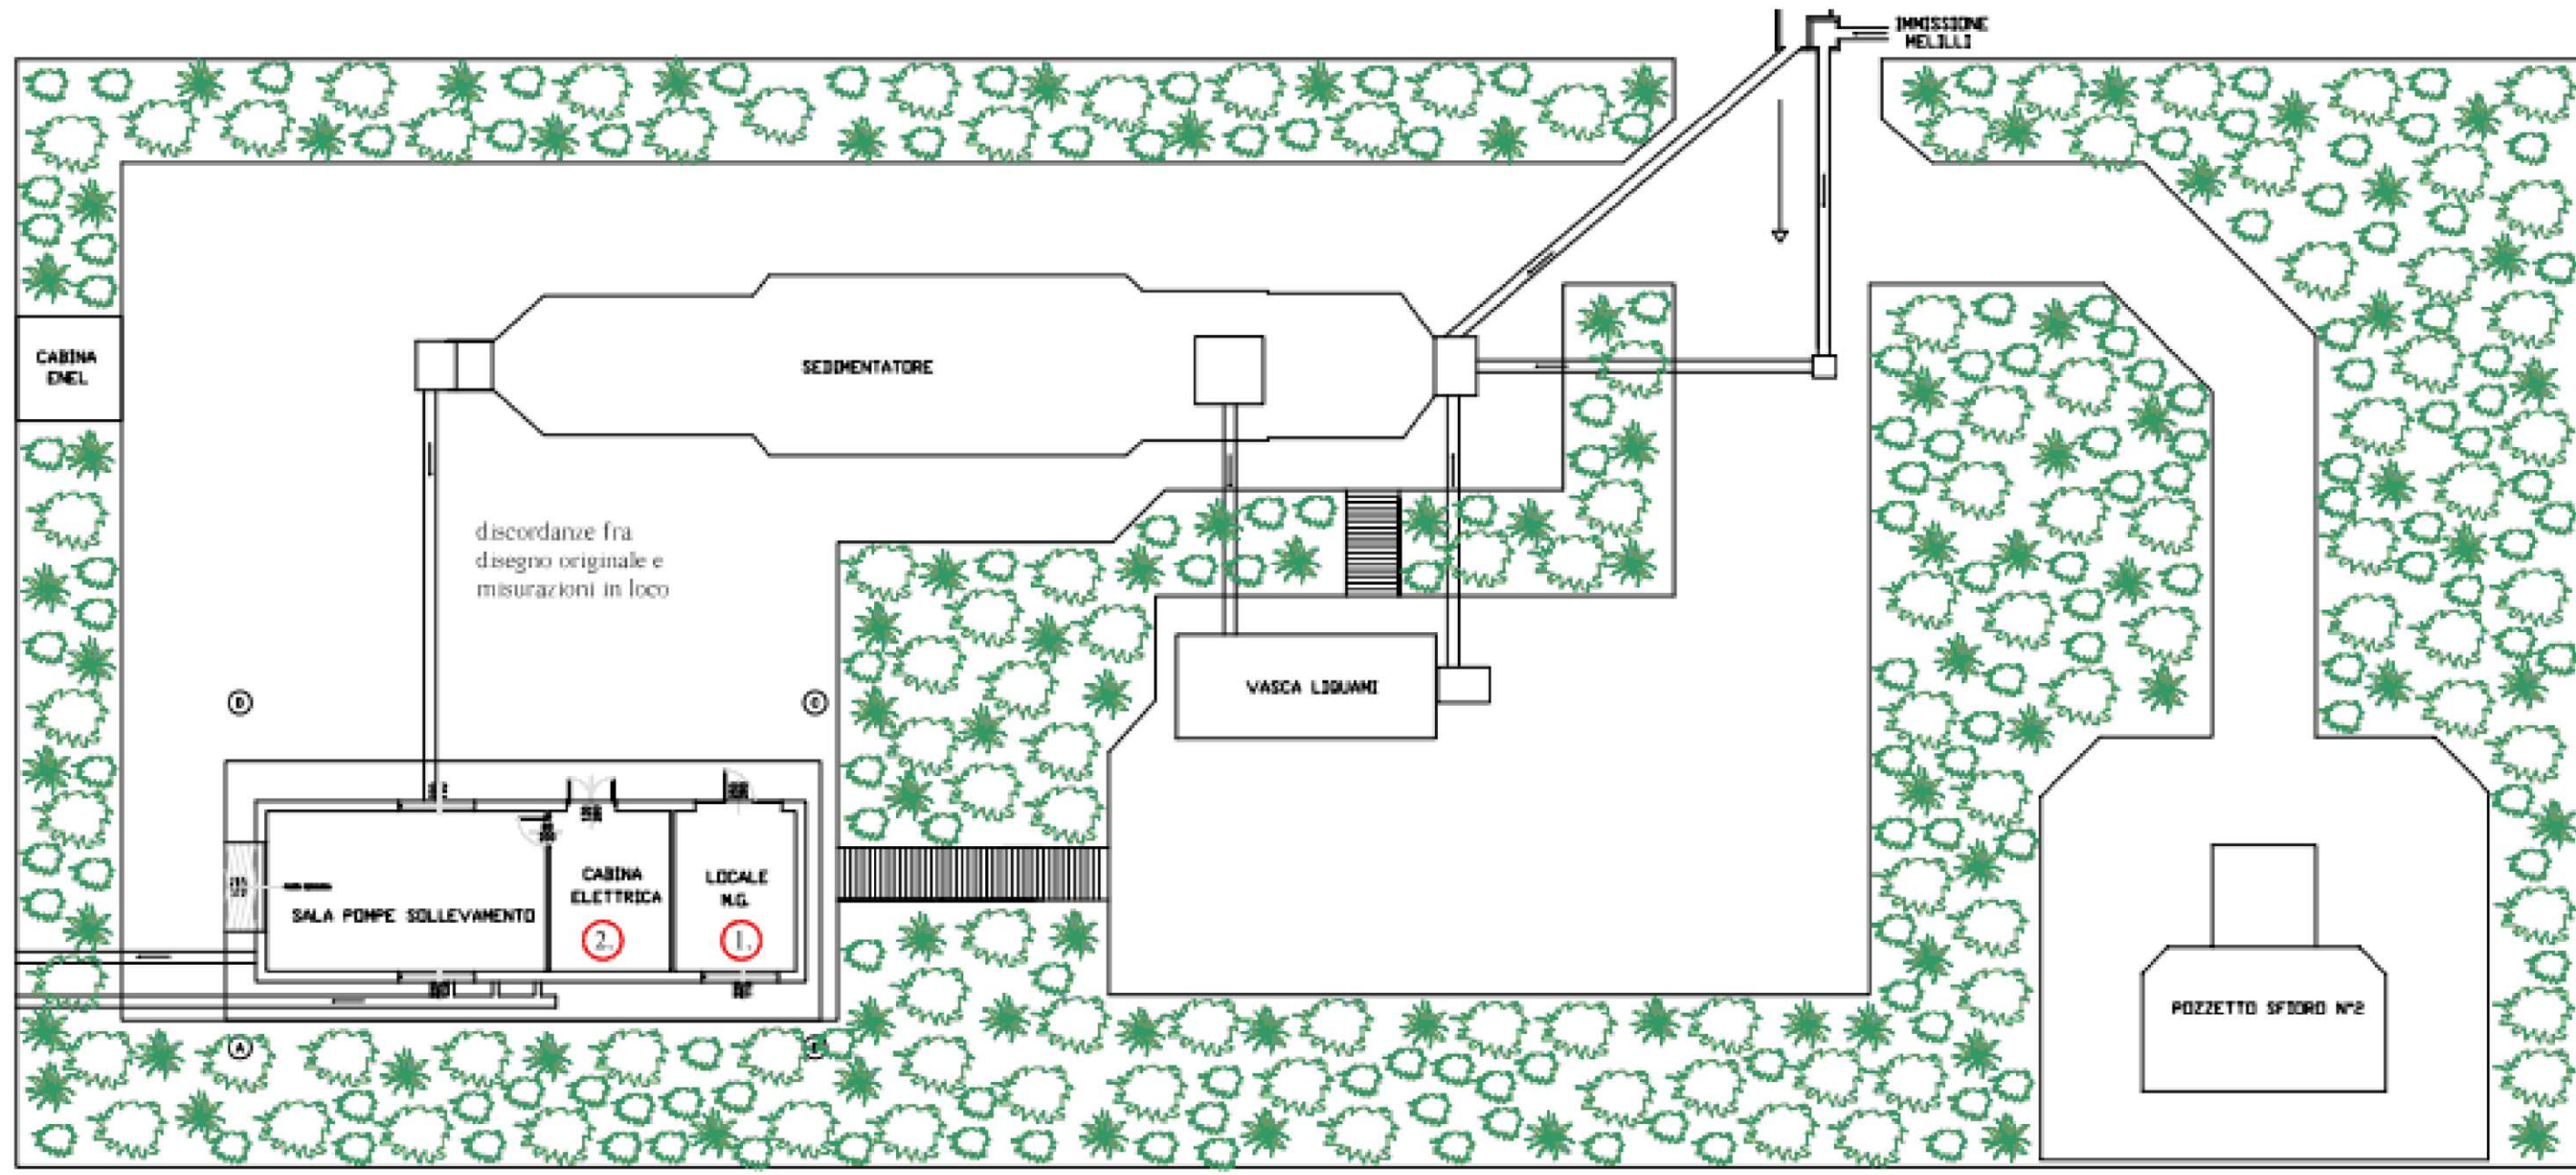 IMMISSIONE
MELILLI
CABINA
ENEL
SEDIMENTATORE
discordanze fra
disegno originale e
misurazioni in loco
D
C
VASCA LIQUAMI
CABINA
ELETTRICA
2.
LOCALE
N.G.
1.
SALA POMPE SOLLEVAMENTO
POZZETTO SFIORO N°2
A